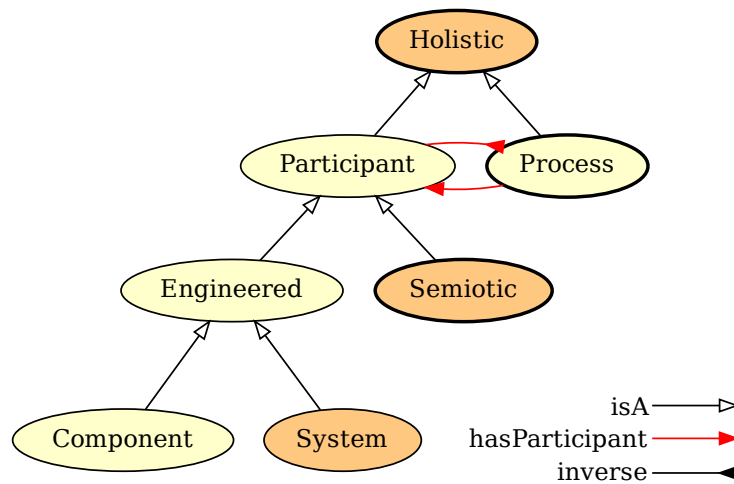 Holistic
Participant
Process
Engineered
Semiotic
Component
System
isA
hasParticipant
inverse